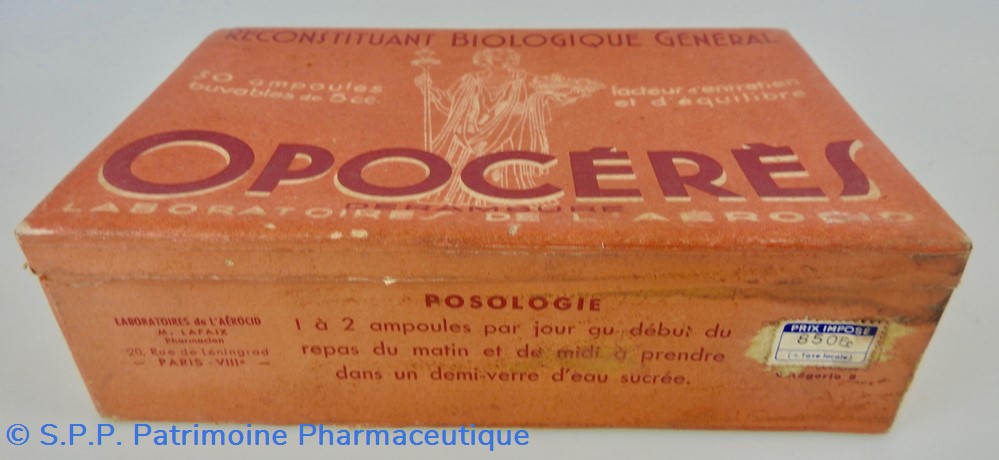 RECONSTITUANT BIOLOGIQUE GÉNÉRAL
30 ampoules
buvables de 5cc.
facteur d'entretien
et d'équilibre
OPOCÉRÈS
LABORATOIRES DE L'AÉROCID
POSOLOGIE
LABORATOIRES de L'AÉROCID
M. LAFAIX
Pharmacien
20, Rue de Léningrad
PARIS - VIIIe -
1 à 2 ampoules par jour au début du
repas du matin et de midi à prendre
dans un demi-verre d'eau sucrée.
PRIX IMPOSÉ
(+ Taxe locale)
© S.P.P. Patrimoine Pharmaceutique